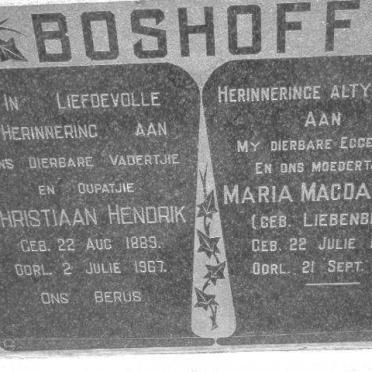 BOSHOFF
IN LIEFDEVOLLE
HERINNERING AAN
ONS DIERBARE VADERTJIE
EN OUPATJIE
CHRISTIAAN HENDRIK
GEB. 22 AUG 1889.
OORL. 2 JULIE 1967.
ONS BERUS
HERINNERINGE ALTY
AAN
MY DIERBARE EGGE
EN ONS MOEDERT
MARIA MAGDA
(GEB. LIEBENB
GEB. 22 JULIE
OORL. 21 SEPT.